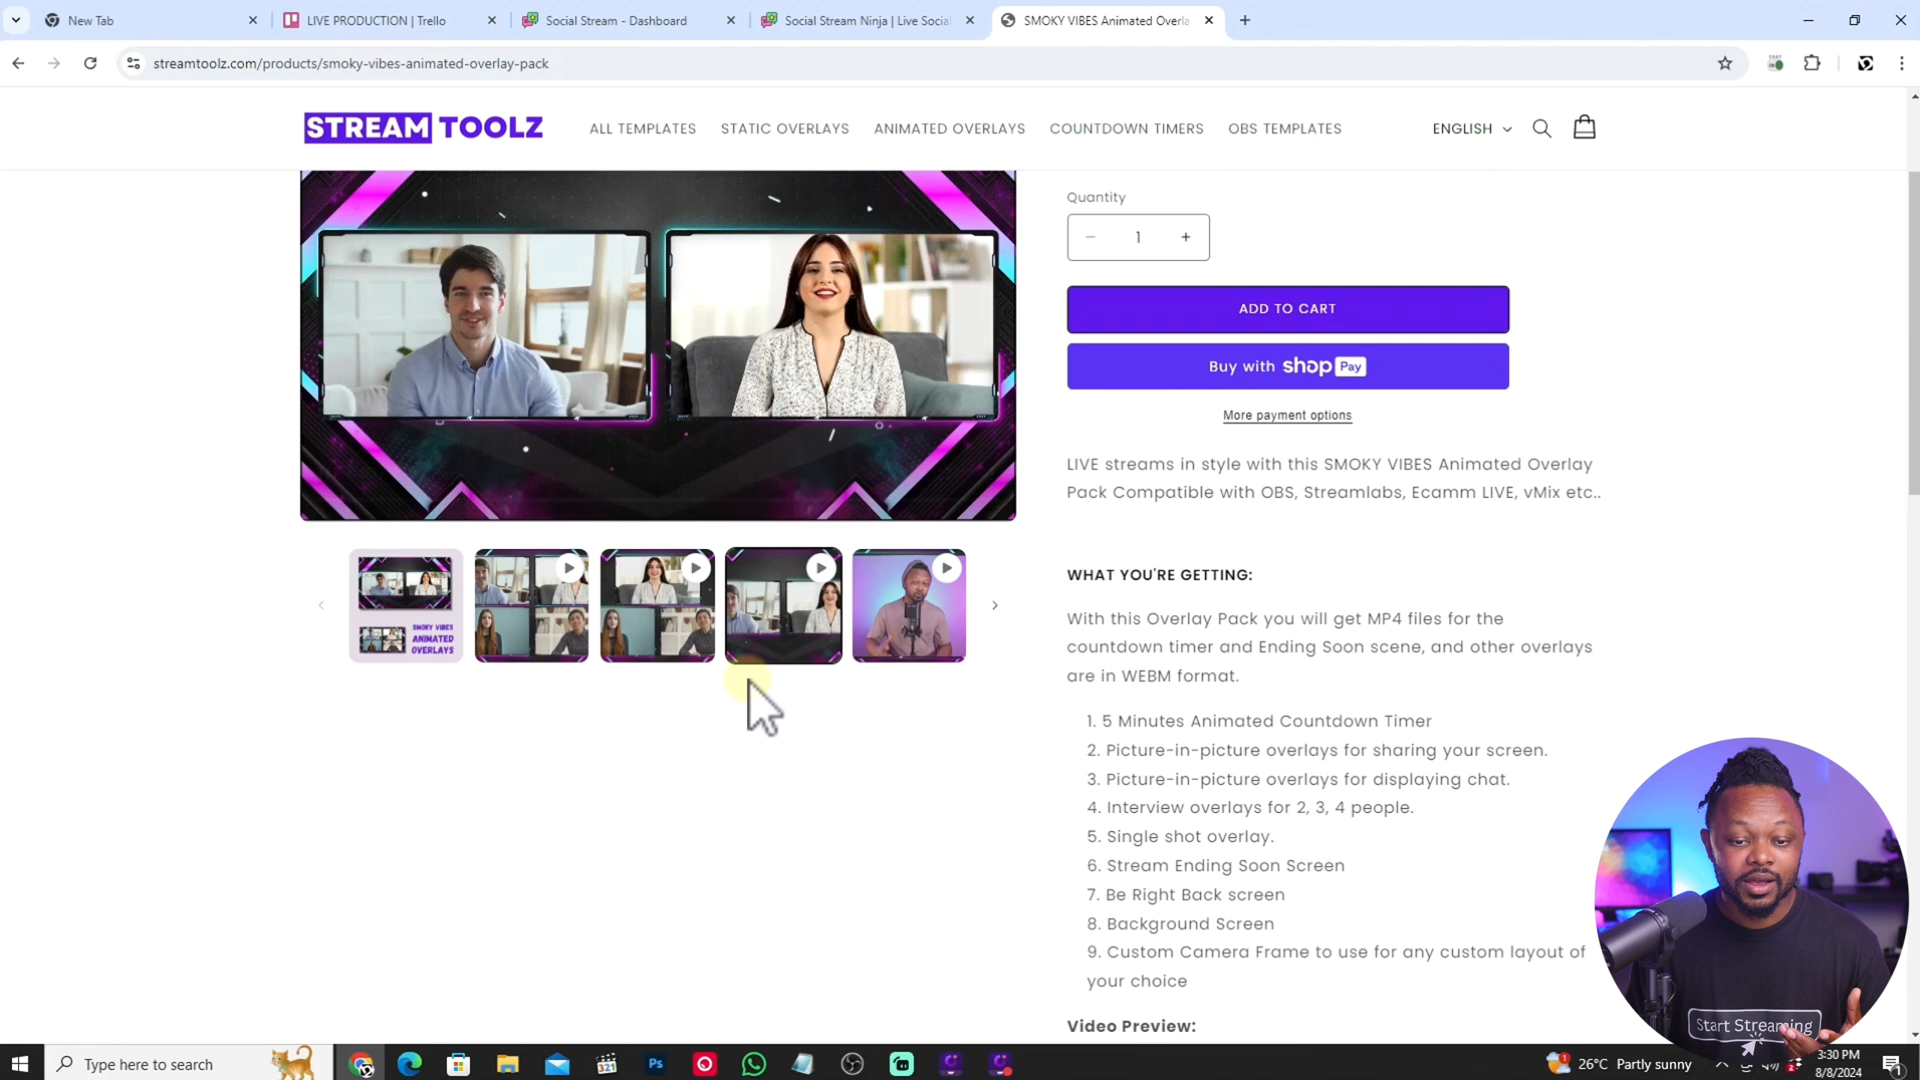 New Tab
LIVE PRODUCTION | Trello
Social Stream - Dashboard
Social Stream Ninja | Live Social
SMOKY VIBES Animated Overla
streamtoolz.com/products/smoky-vibes-animated-overlay-pack
STREAM TOOLZ
ALL TEMPLATES
STATIC OVERLAYS
ANIMATED OVERLAYS
COUNTDOWN TIMERS
OBS TEMPLATES
ENGLISH
Quantity
1
ADD TO CART
Buy with shop Pay
More payment options
LIVE streams in style with this SMOKY VIBES Animated Overlay
Pack Compatible with OBS, Streamlabs, Ecamm LIVE, vMix etc..
SMOKY VIBES
ANIMATED
OVERLAYS
WHAT YOU'RE GETTING:
With this Overlay Pack you will get MP4 files for the
countdown timer and Ending Soon scene, and other overlays
are in WEBM format.
1. 5 Minutes Animated Countdown Timer
2. Picture-in-picture overlays for sharing your screen.
3. Picture-in-picture overlays for displaying chat.
4. Interview overlays for 2, 3, 4 people.
5. Single shot overlay.
6. Stream Ending Soon Screen
7. Be Right Back screen
8. Background Screen
9. Custom Camera Frame to use for any custom layout of
your choice
Video Preview:
Start Streaming
Type here to search
321
Ps
26°C Partly sunny
3:30 PM
8/8/2024
1